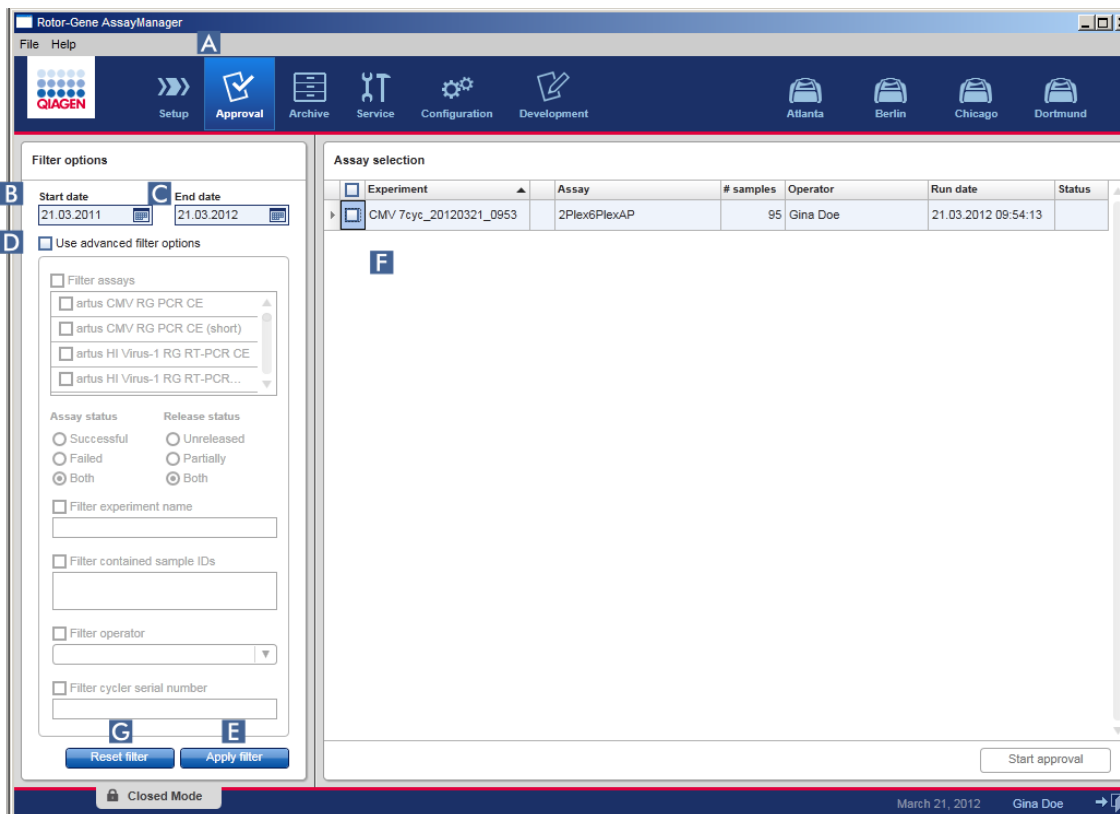 Rotor-Gene AssayManager
File Help
A
QIAGEN
Setup Approval Archive Service Configuration Development Atlanta Berlin Chicago Dortmund
Filter options
B Start date C End date
21.03.2011 21.03.2012
D Use advanced filter options
Filter assays
artus CMV RG PCR CE
artus CMV RG PCR CE (short)
artus HI Virus-1 RG RT-PCR CE
artus HI Virus-1 RG RT-PCR...
Assay status Release status
Successful Unreleased
Failed Partially
Both Both
Filter experiment name
Filter contained sample IDs
Filter operator
Filter cycler serial number
G E
Reset filter Apply filter
Assay selection
Experiment Assay # samples Operator Run date Status
CMV 7cyc_20120321_0953 2Plex6PlexAP 95 Gina Doe 21.03.2012 09:54:13
F
Start approval
Closed Mode
March 21, 2012 Gina Doe